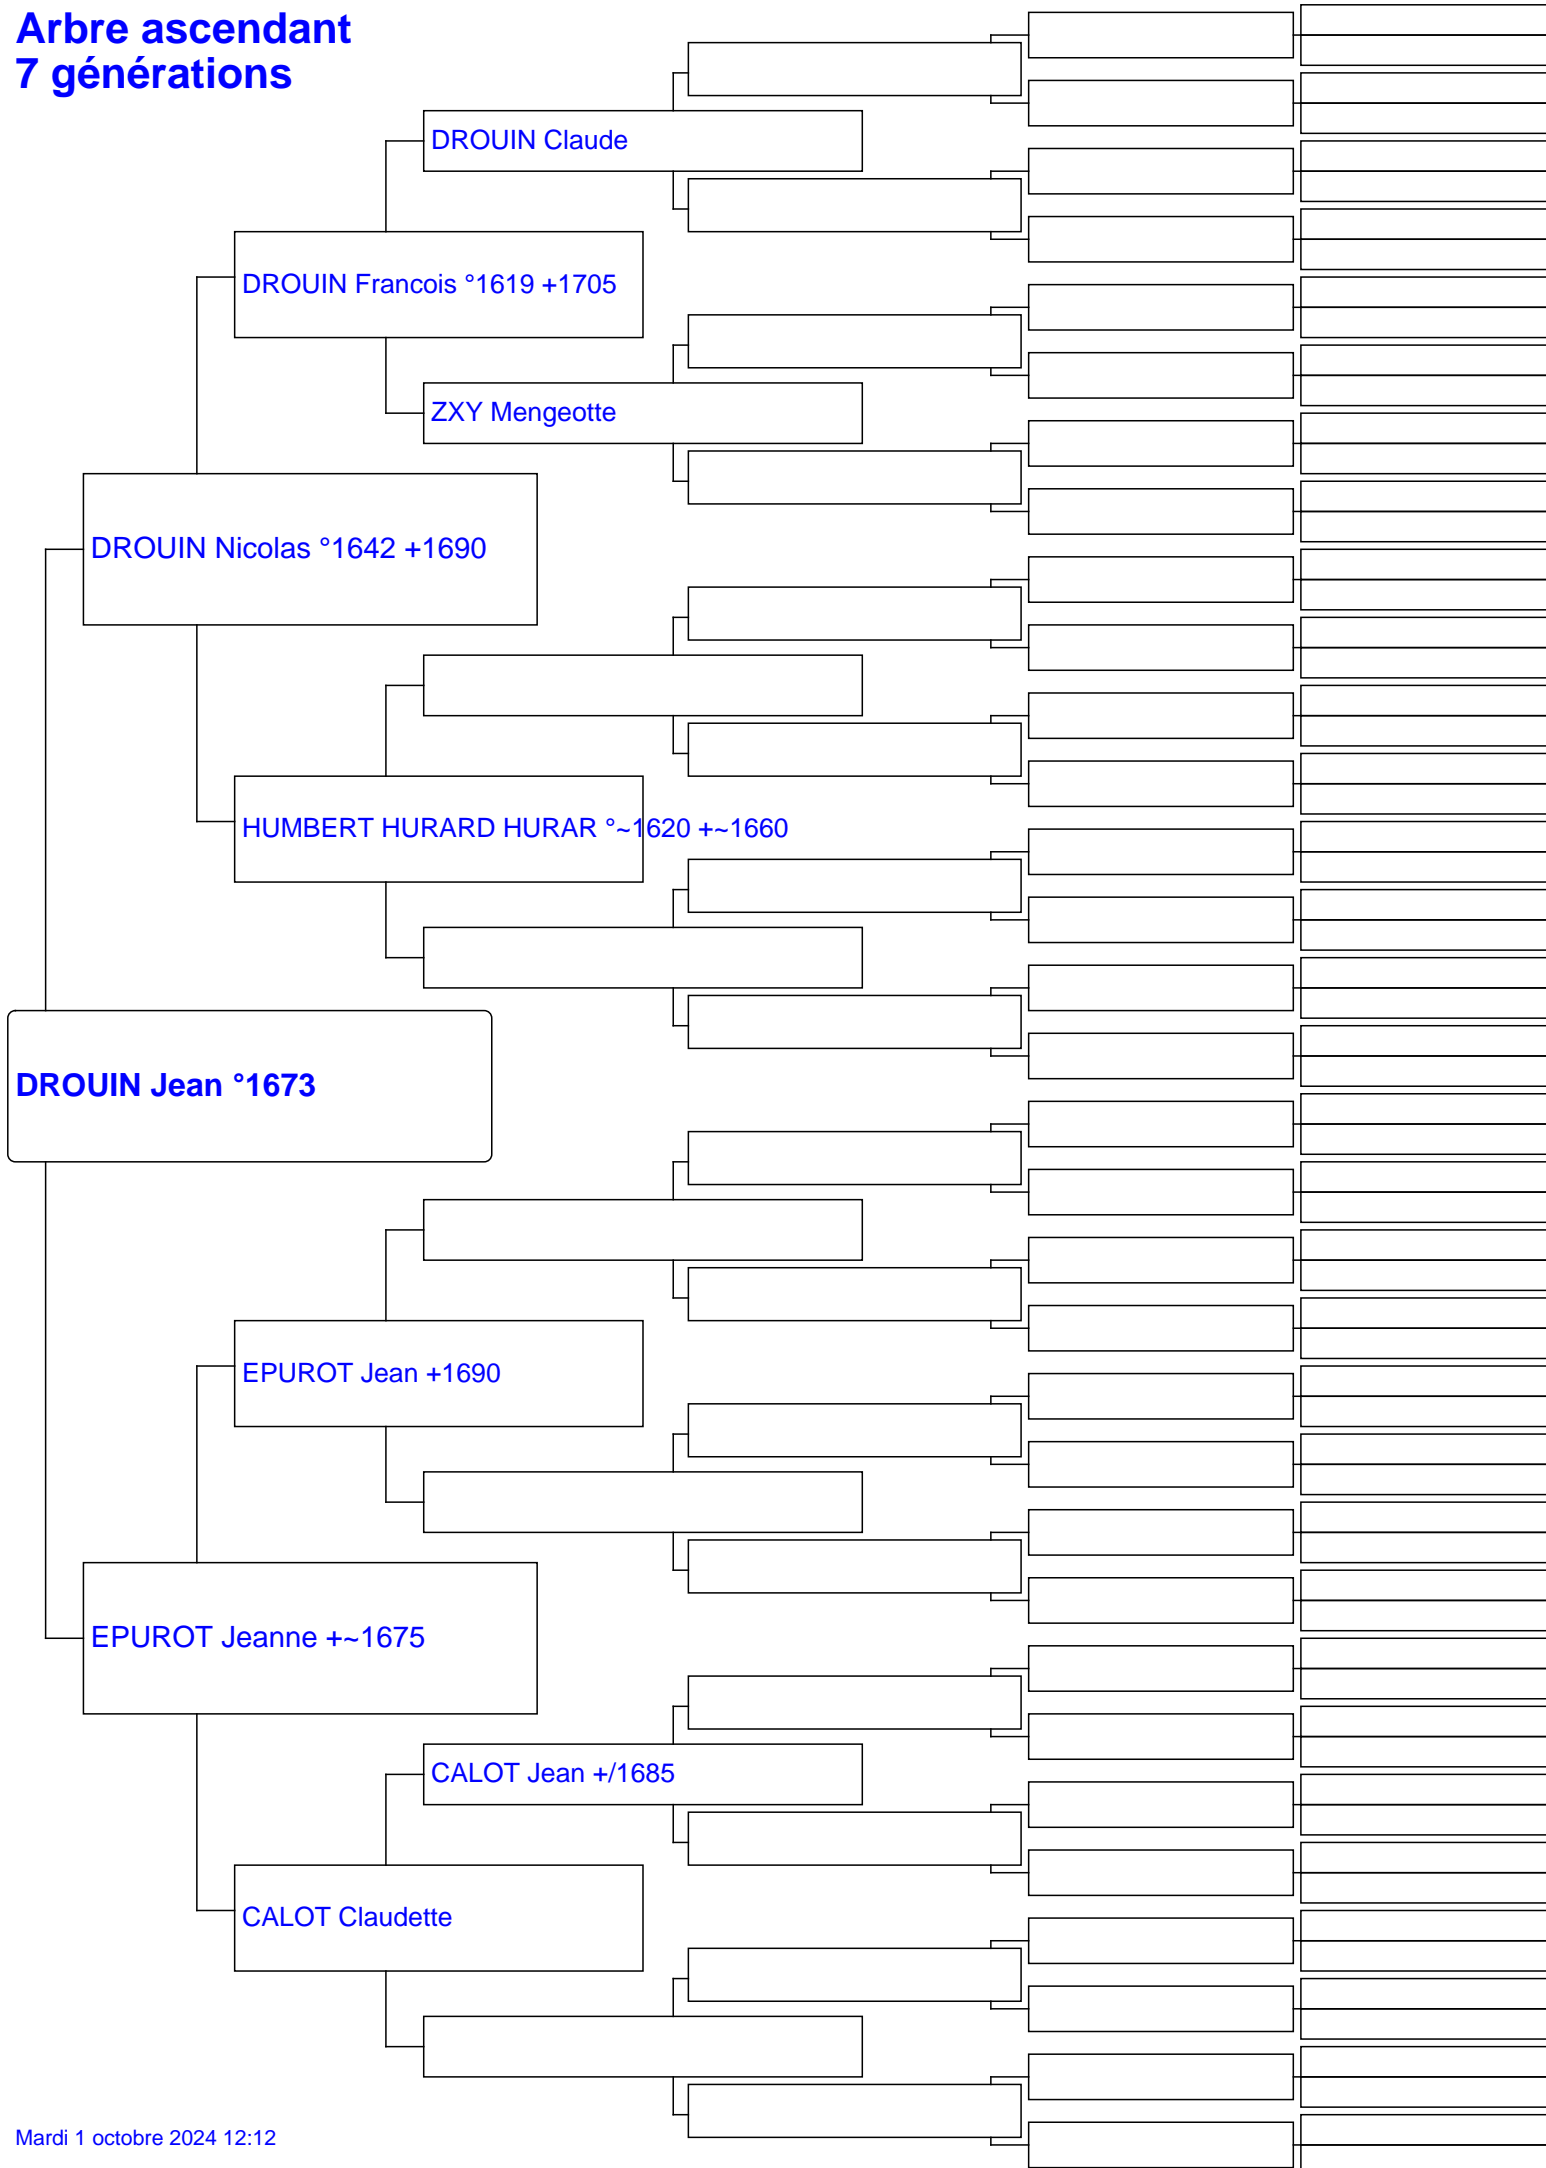 Arbre ascendant
7 générations
DROUIN Claude
DROUIN Francois °1619 +1705
ZXY Mengeotte
DROUIN Nicolas °1642 +1690
HUMBERT HURARD HURAR °~1620 +~1660
DROUIN Jean °1673
EPUROT Jean +1690
EPUROT Jeanne +~1675
CALOT Jean +/1685
CALOT Claudette
Mardi 1 octobre 2024 12:12